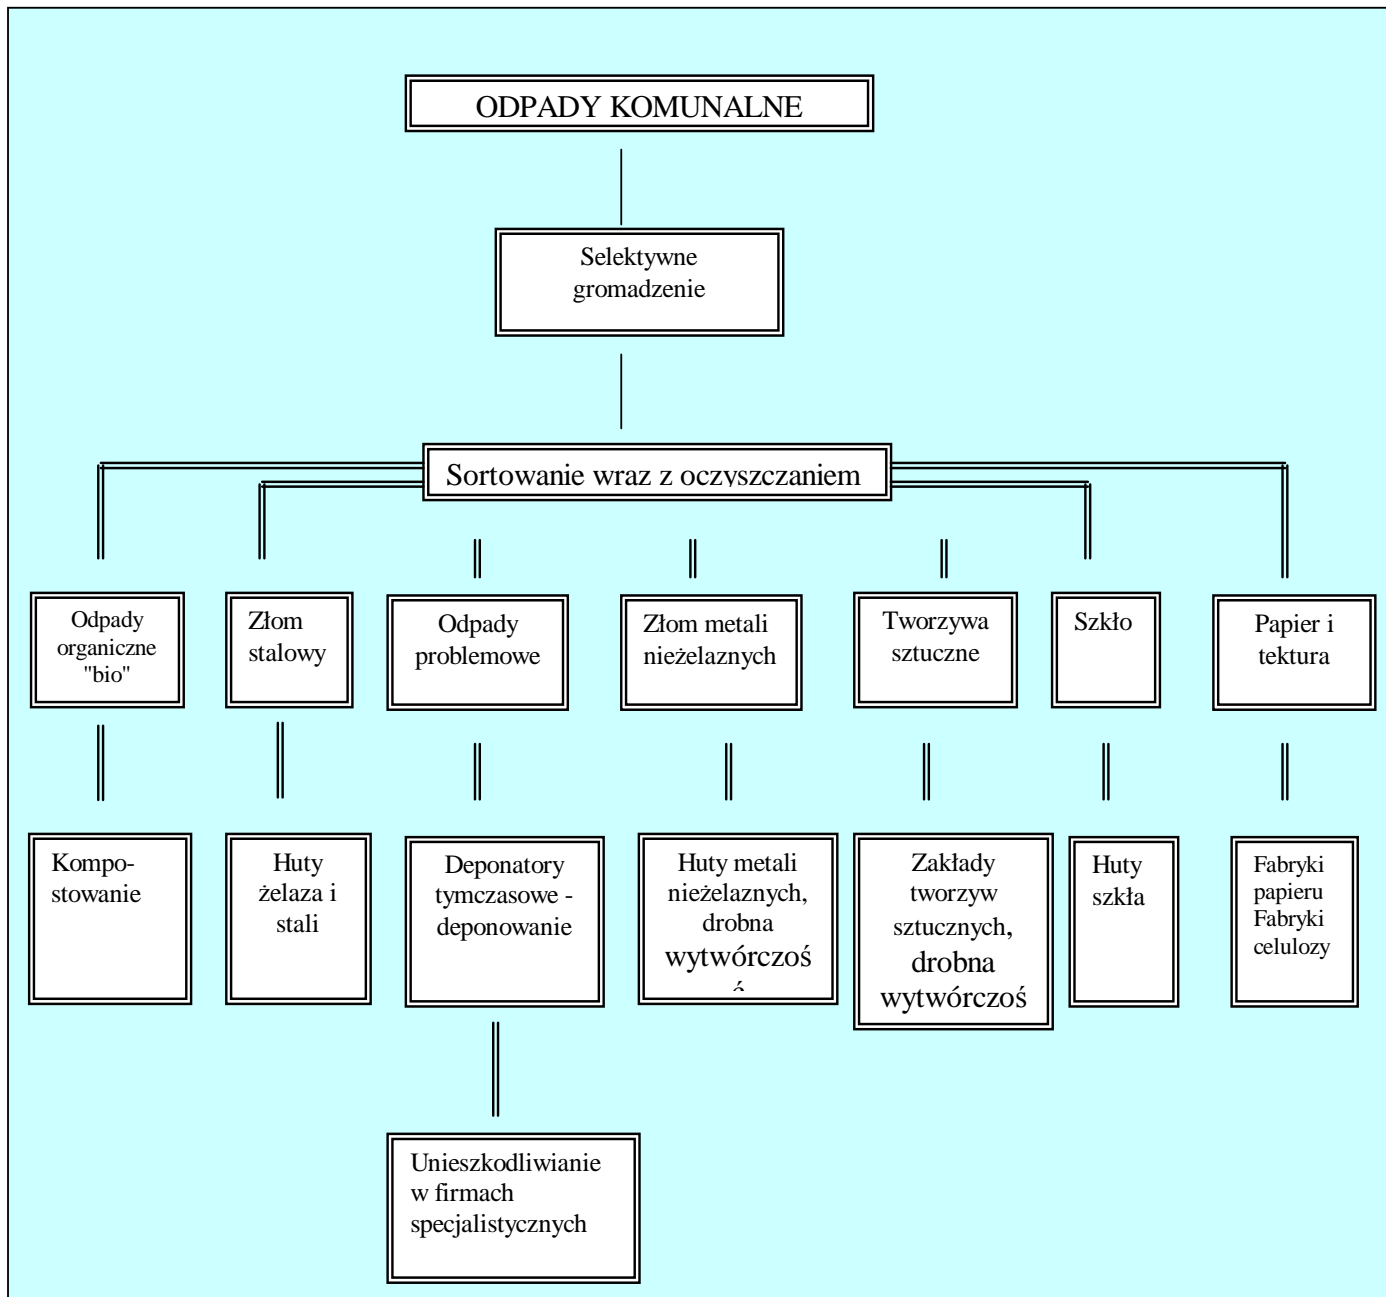 ODPADY KOMUNALNE
Selektywne
gromadzenie
Sortowanie wraz z oczyszczaniem
Odpady
organiczne
"bio"
Złom
stalowy
Odpady
problemowe
Złom metali
nieżelaznych
Tworzywa
sztuczne
Szkło
Papier i
tektura
Kompo-
stowanie
Huty
żelaza i
stali
Deponatory
tymczasowe -
deponowanie
Huty metali
nieżelaznych,
drobna
wytwórczoś
ć
Zakłady
tworzyw
sztucznych,
drobna
wytwórczoś
Huty
szkła
Fabryki
papieru
Fabryki
celulozy
Unieszkodliwianie
w firmach
specjalistycznych